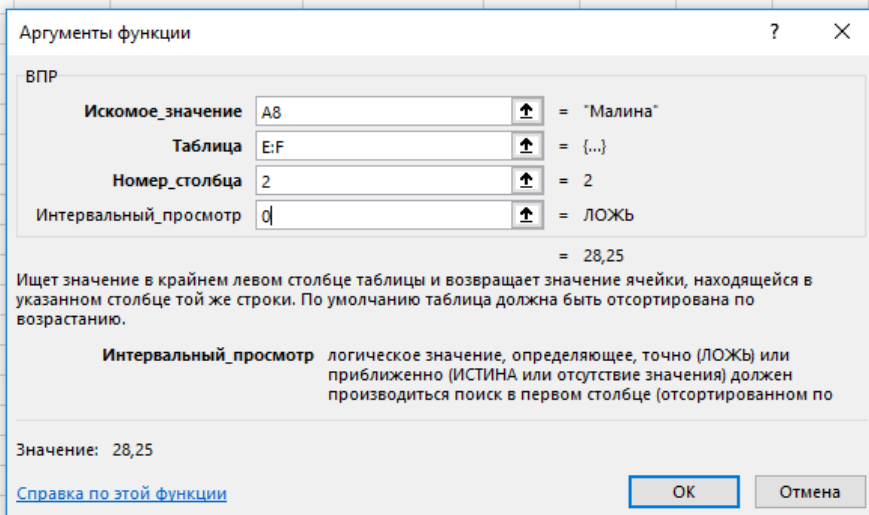 Аргументы функции ? ×
ВПР
Искомое_значение A8 = "Малина"
Таблица E:F = {...}
Номер_столбца 2 = 2
Интервальный_просмотр 0 = ЛОЖЬ
= 28,25
Ищет значение в крайнем левом столбце таблицы и возвращает значение ячейки, находящейся в
указанном столбце той же строки. По умолчанию таблица должна быть отсортирована по
возрастанию.
Интервальный_просмотр логическое значение, определяющее, точно (ЛОЖЬ) или
приближенно (ИСТИНА или отсутствие значения) должен
производиться поиск в первом столбце (отсортированном по
Значение: 28,25
Справка по этой функции ОК Отмена